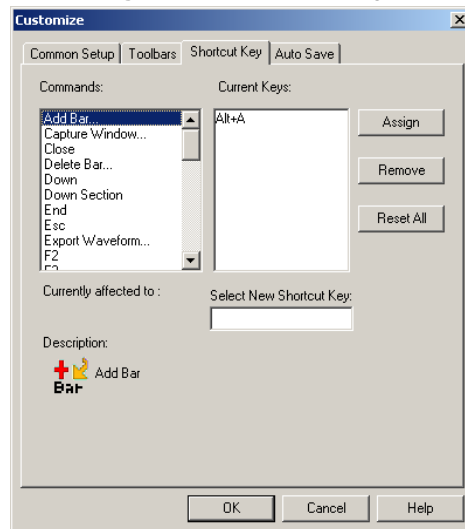 Customize
Common Setup Toolbars Shortcut Key Auto Save
Commands: Current Keys:
Add Bar... Alt+A Assign
Capture Window...
Close
Delete Bar... Remove
Down
Down Section
End Reset All
Esc
Export Waveform...
F2
Currently affected to : Select New Shortcut Key:
Description:
Add Bar
Bar
OK Cancel Help